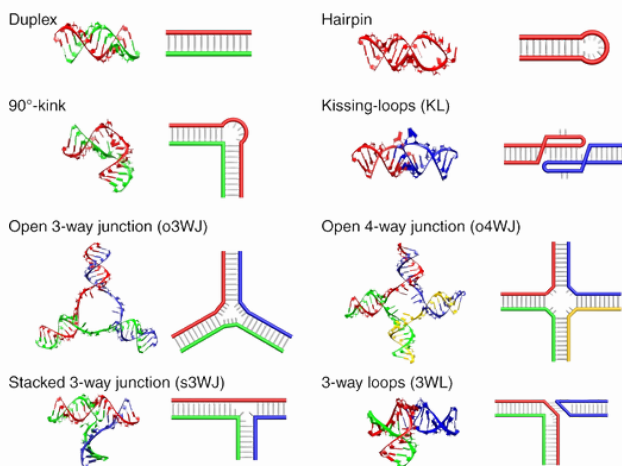 Duplex
Hairpin
90°-kink
Kissing-loops (KL)
Open 3-way junction (o3WJ)
Open 4-way junction (o4WJ)
Stacked 3-way junction (s3WJ)
3-way loops (3WL)